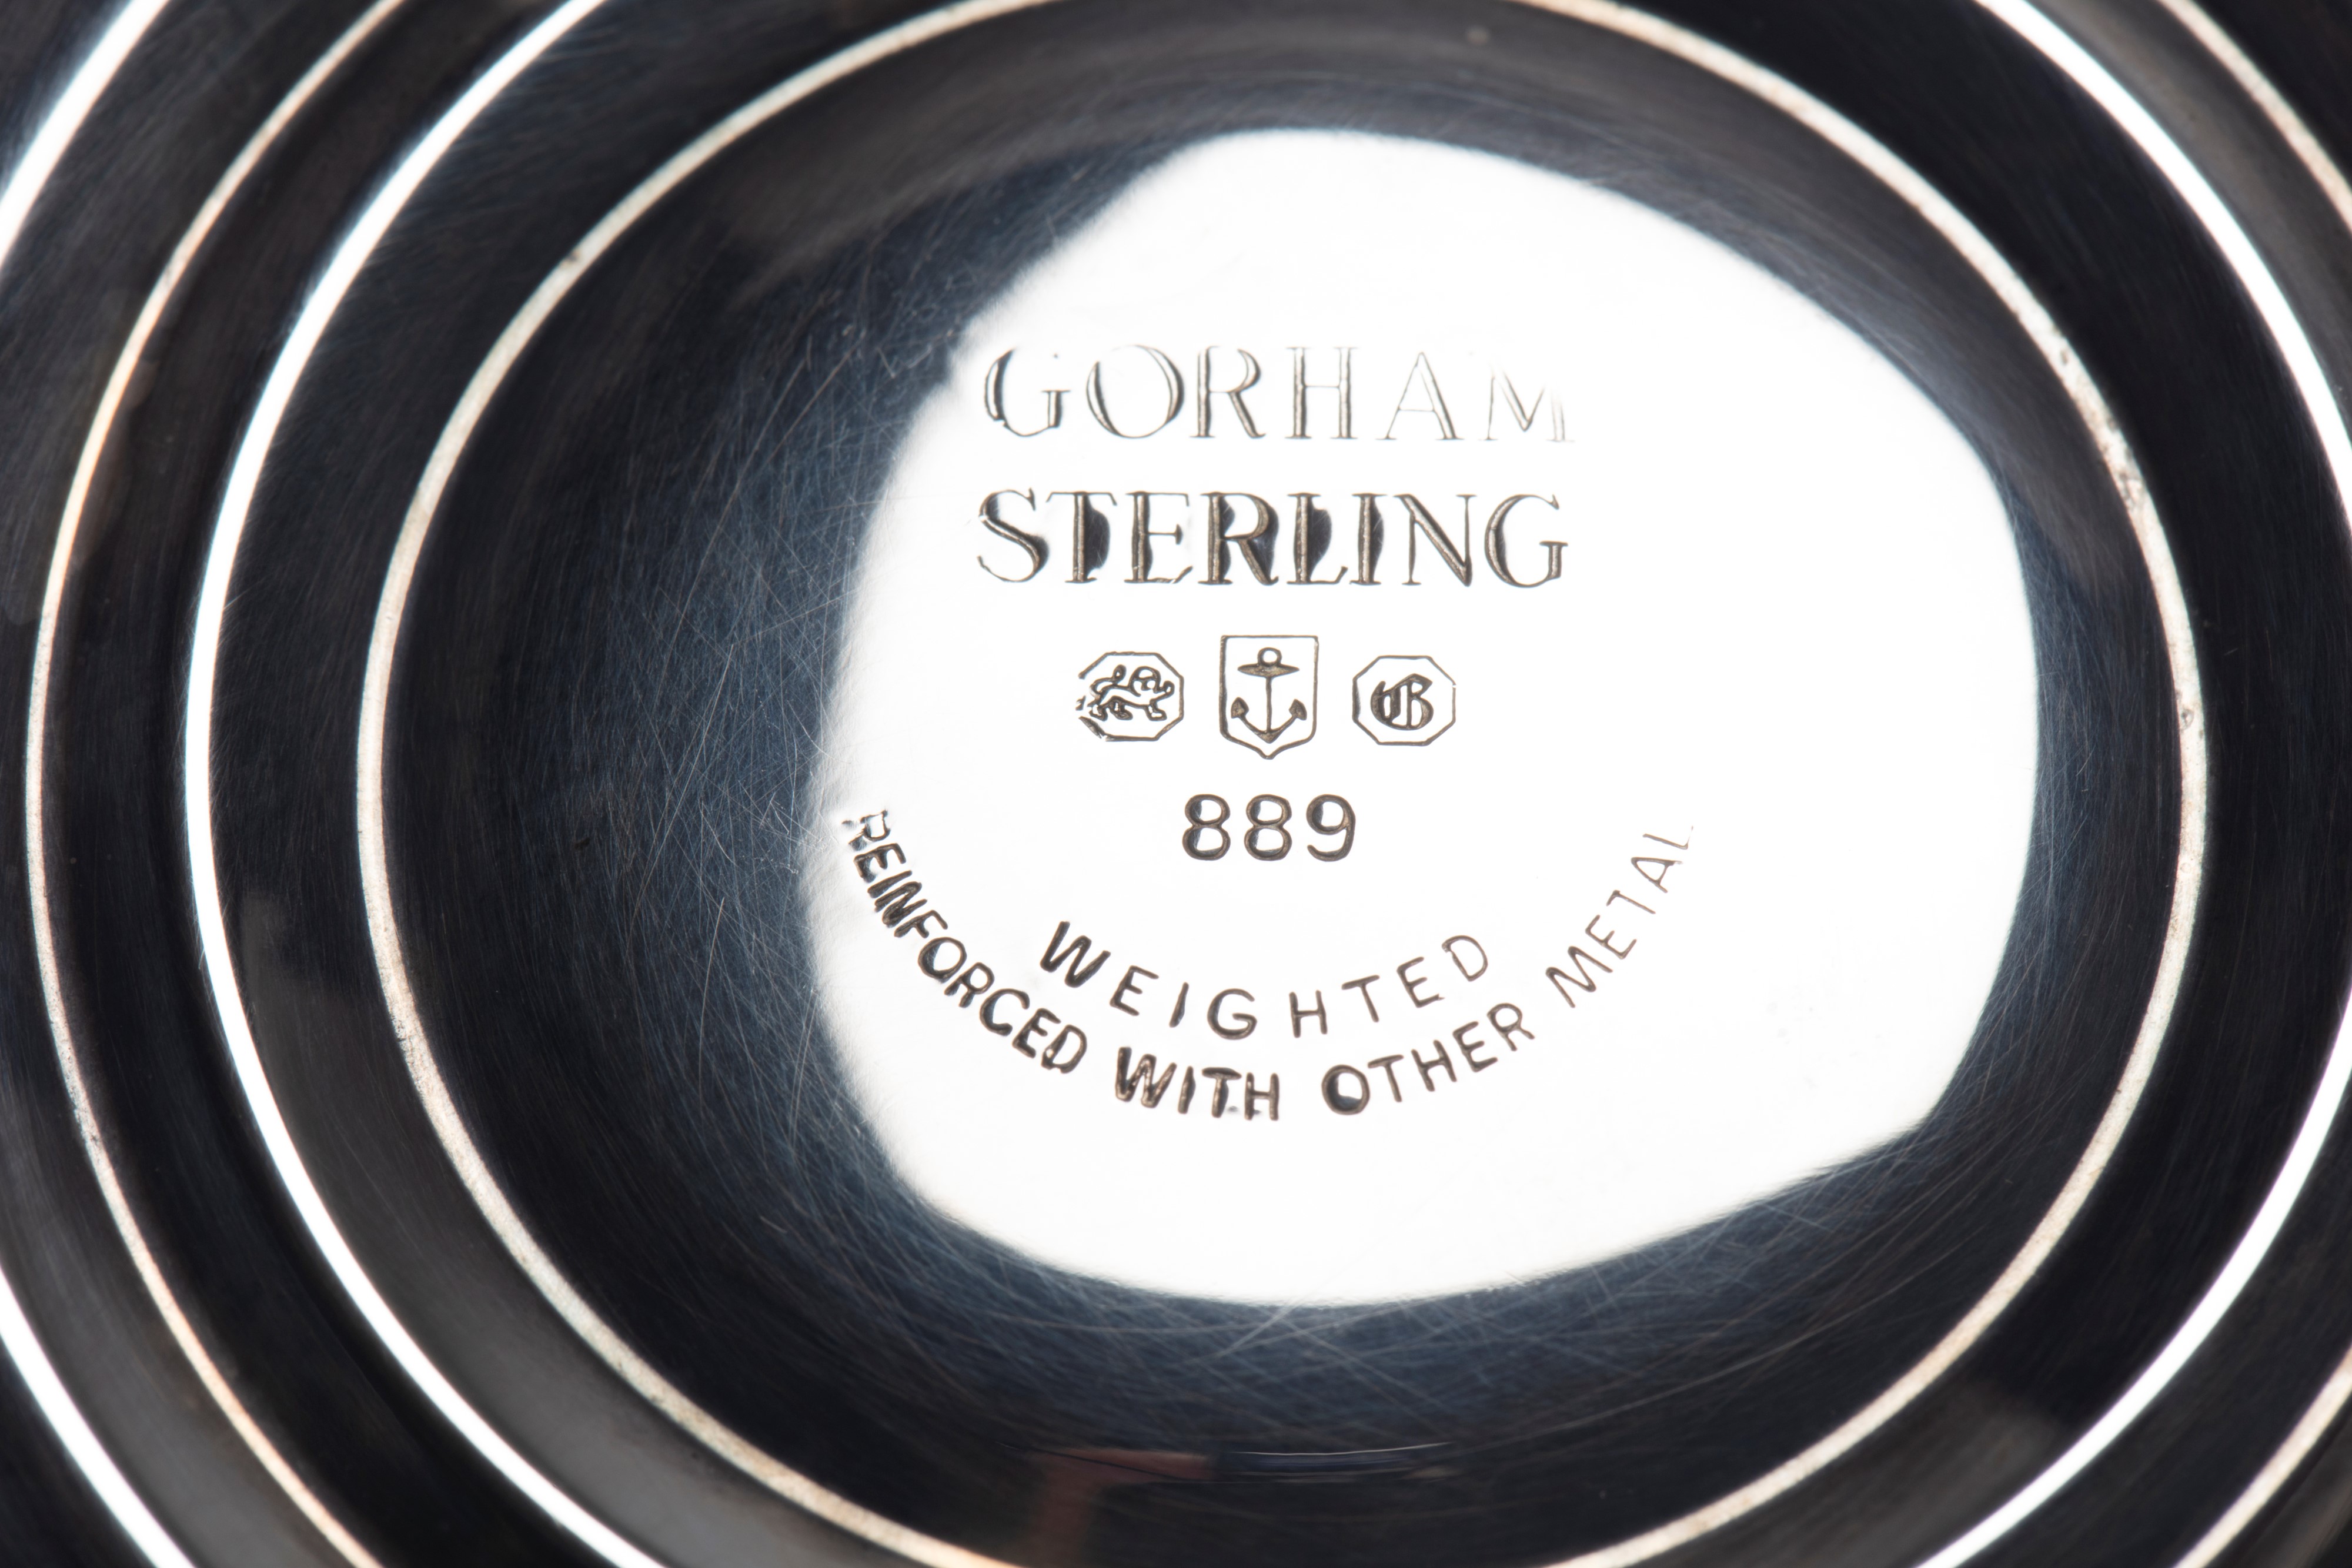 GORHAM
STERLING
G
889
WEIGHTED
REINFORCED WITH OTHER METAL